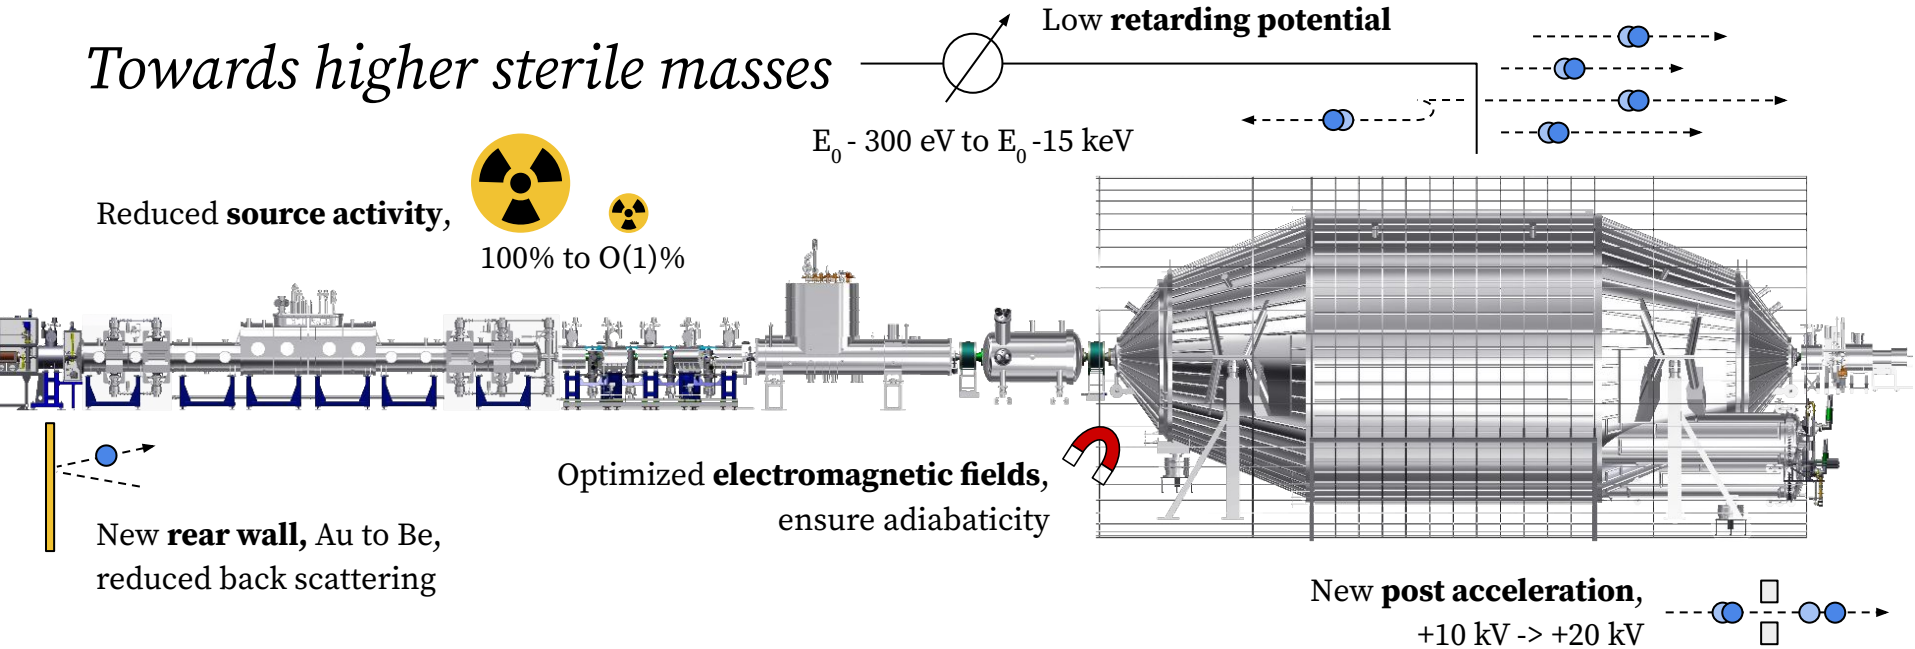 Low retarding potential
Towards higher sterile masses
E0 - 300 eV to E0 -15 keV
Reduced source activity,
100% to O(1)%
Optimized electromagnetic fields,
ensure adiabaticity
New rear wall, Au to Be,
reduced back scattering
New post acceleration,
+10 kV -> +20 kV